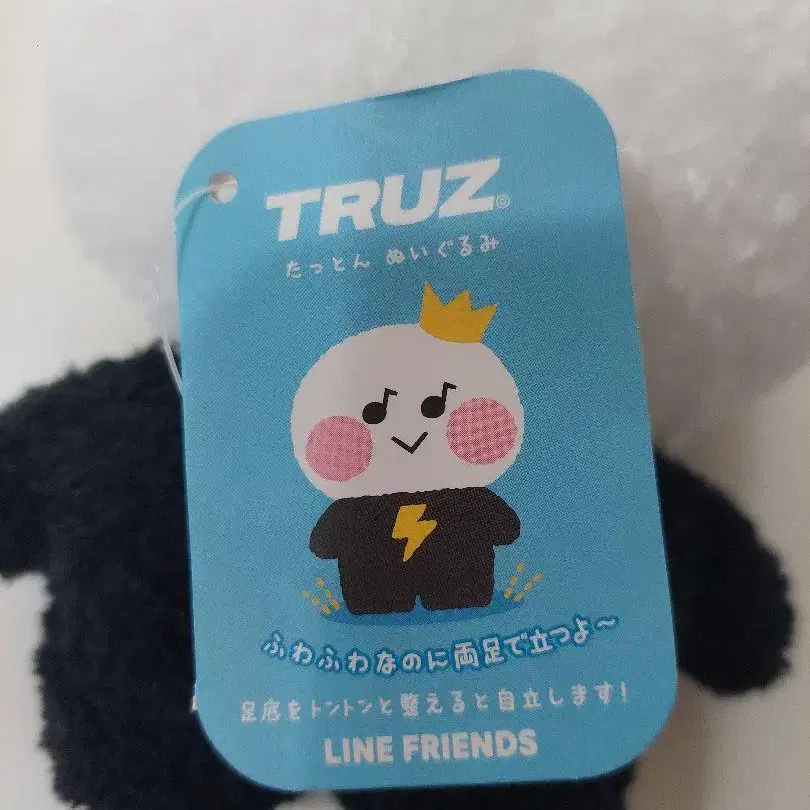 TRUZ©
たっとん ぬいぐるみ
ふわふわなのに両足で立つよ〜
足底をトントンと整えると自立します!
LINE FRIENDS